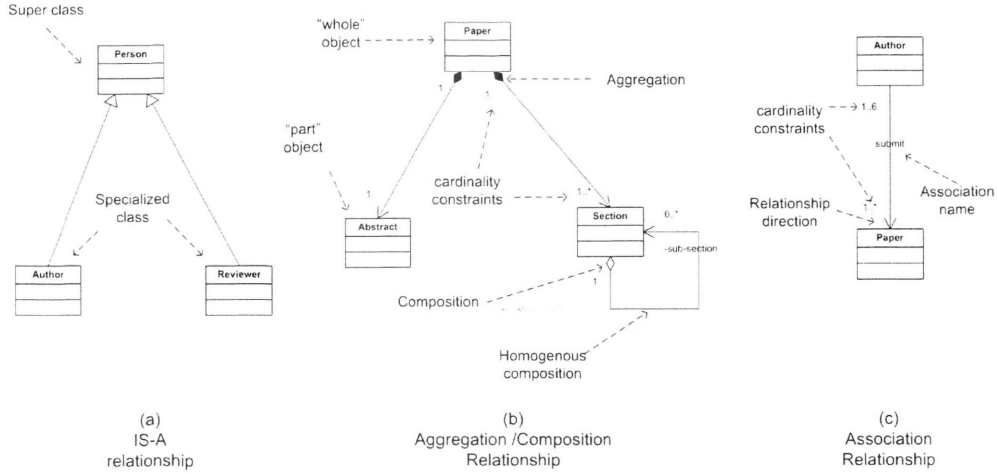 Super class
Person
Specialized
class
Author
Reviewer
(a)
IS-A
relationship
"whole"
object
Paper
Aggregation
1
1
"part"
object
cardinality
constraints
1
1..*
Abstract
Section
0..*
-sub-section
Composition
1
Homogenous
composition
(b)
Aggregation /Composition
Relationship
Author
cardinality
constraints
1..6
submit
Association
name
Relationship
direction
Paper
(c)
Association
Relationship